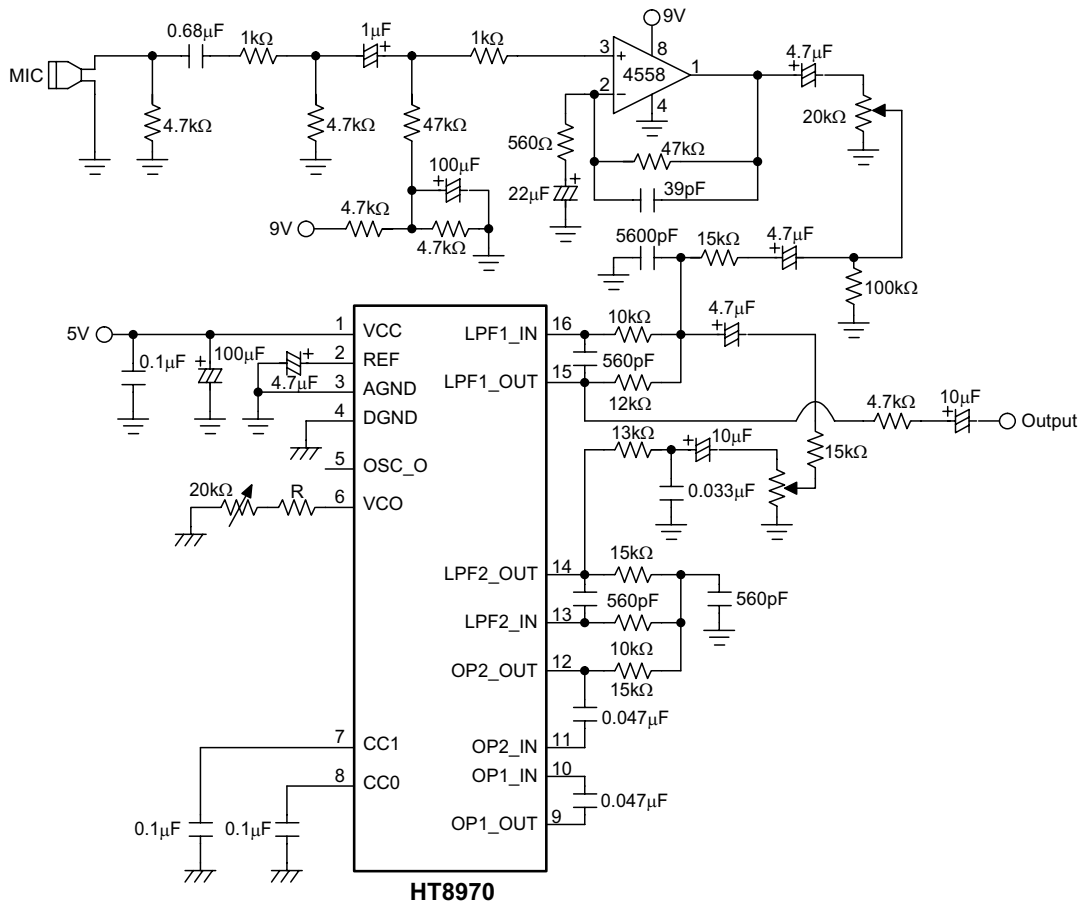 9V
0.68μF
1kΩ
1μF
+
1kΩ
3
+
8
4558
1
2
−
4
4.7μF
+
MIC
20kΩ
4.7kΩ
4.7kΩ
47kΩ
560Ω
47kΩ
100μF
+
22μF
+
39pF
9V
4.7kΩ
4.7kΩ
5600pF
15kΩ
4.7μF
+
100kΩ
5V
1
VCC
LPF1_IN
16
10kΩ
4.7μF
+
0.1μF
+
100μF
+
4.7μF
2
REF
560pF
3
AGND
LPF1_OUT
15
12kΩ
4
DGND
4.7kΩ
10μF
+
Output
13kΩ
+
10μF
15kΩ
5
OSC_O
0.033μF
20kΩ
R
6
VCO
LPF2_OUT
14
15kΩ
560pF
560pF
LPF2_IN
13
10kΩ
OP2_OUT
12
15kΩ
0.047μF
7
CC1
OP2_IN
11
8
CC0
OP1_IN
10
0.047μF
OP1_OUT
9
0.1μF
0.1μF
HT8970